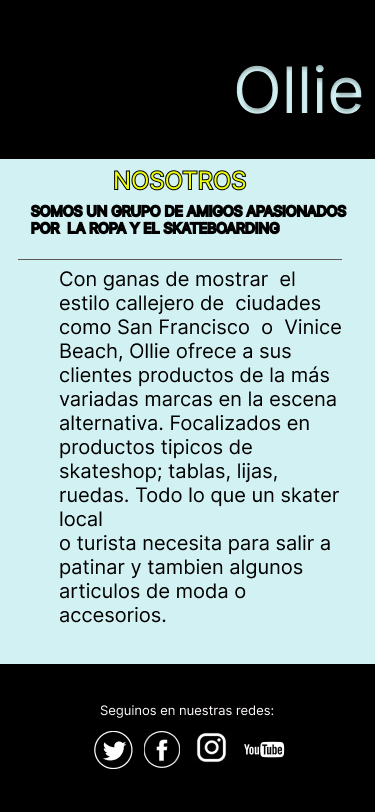 Ollie
NOSOTROS
SOMOS UN GRUPO DE AMIGOS APASIONADOS
POR LA ROPA Y EL SKATEBOARDING
Con ganas de mostrar el
estilo callejero de ciudades
como San Francisco o Vinice
Beach, Ollie ofrece a sus
clientes productos de la más
variadas marcas en la escena
alternativa. Focalizados en
productos tipicos de
skateshop; tablas, lijas,
ruedas. Todo lo que un skater
local
o turista necesita para salir a
patinar y tambien algunos
articulos de moda o
accesorios.
Seguinos en nuestras redes:
YouTube